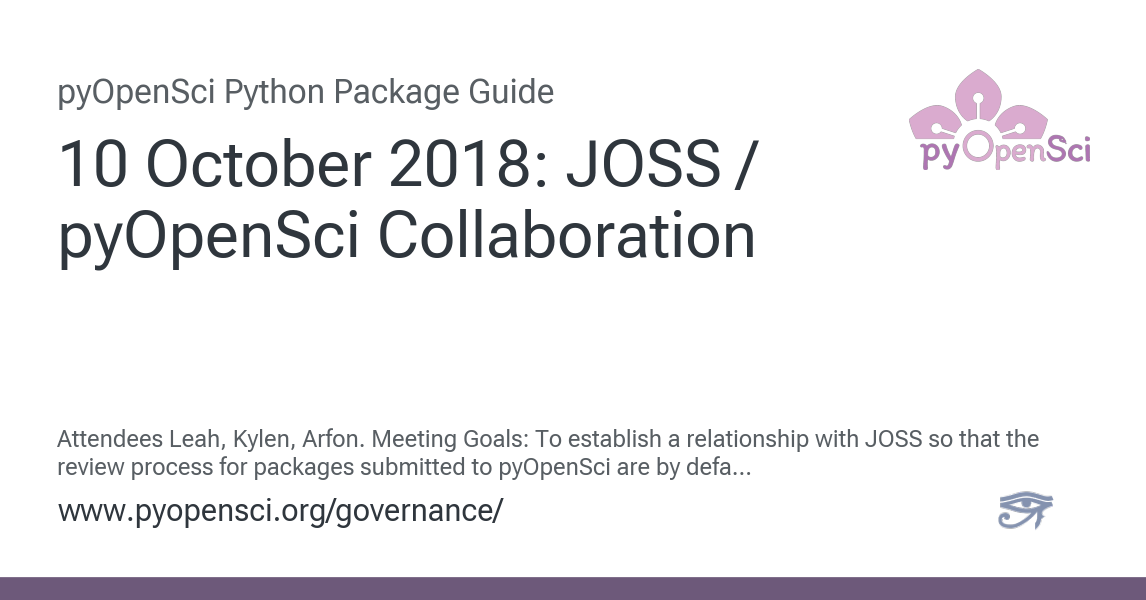 pyOpenSci Python Package Guide
10 October 2018: JOSS /
pyOpenSci Collaboration
pyOpenSci
Attendees Leah, Kylen, Arfon. Meeting Goals: To establish a relationship with JOSS so that the
review process for packages submitted to pyOpenSci are by defa...
www.pyopensci.org/governance/